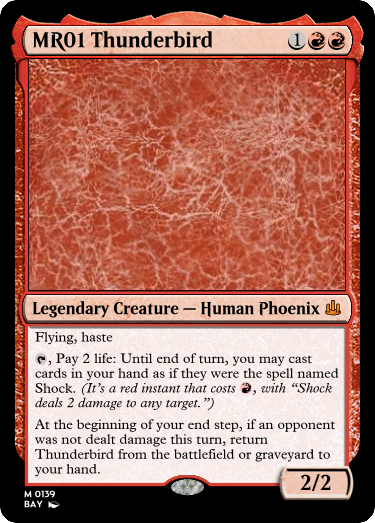 MR01 Thunderbird 1
Legendary Creature — Human Phoenix
Flying, haste
, Pay 2 life: Until end of turn, you may cast
cards in your hand as if they were the spell named
Shock. (It's a red instant that costs , with “Shock
deals 2 damage to any target.”)
At the beginning of your end step, if an opponent
was not dealt damage this turn, return
Thunderbird from the battlefield or graveyard to
your hand.
2/2
M 0139
BAY